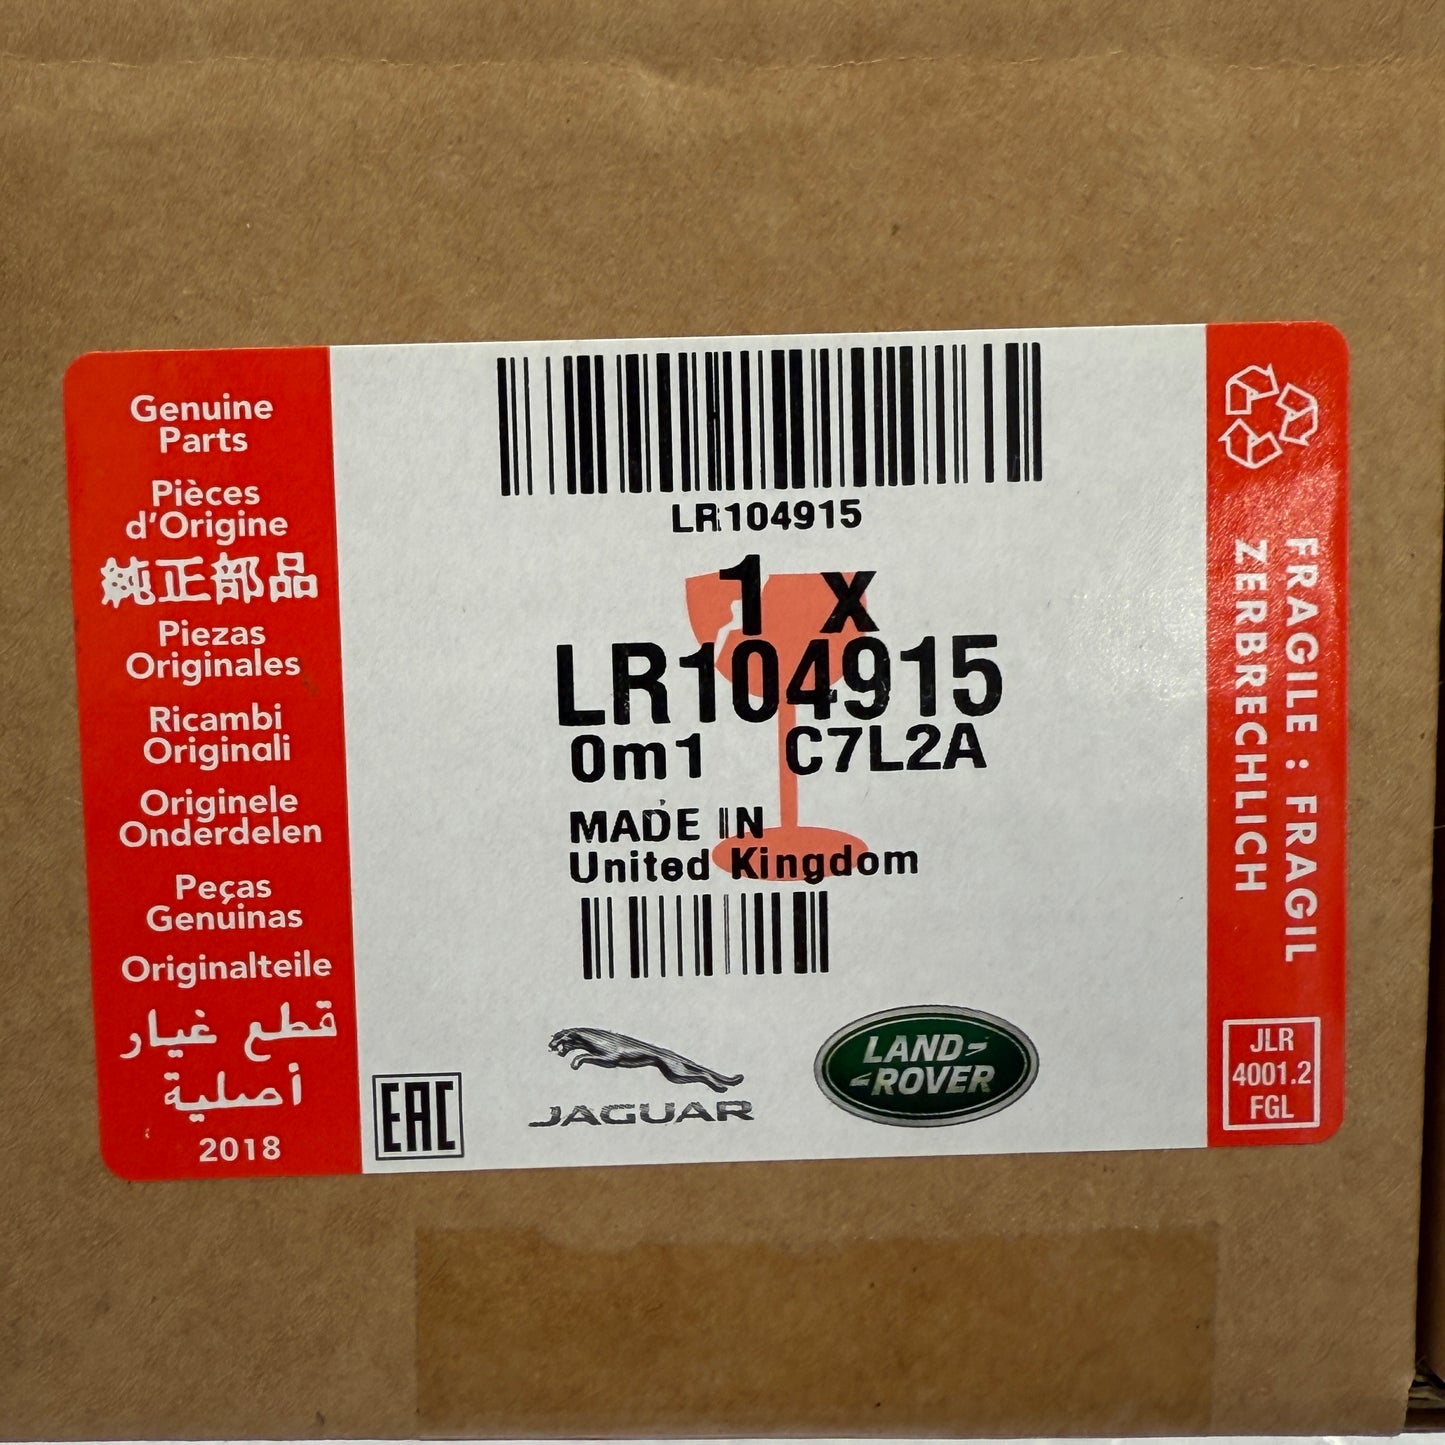 Genuine
Parts
Pièces
d'Origine
純正部品
Piezas
Originales
Ricambi
Originali
Originele
Onderdelen
Peças
Genuinas
Originalteile
قطع غيار
أصلية
2018
EAC
LR104915
1 x
LR104915
0m1 C7L2A
MADE IN
United Kingdom
JAGUAR
LAND-
-ROVER
FRAGILE : FRAGIL
ZERBRECHLICH
JLR
4001.2
FGL